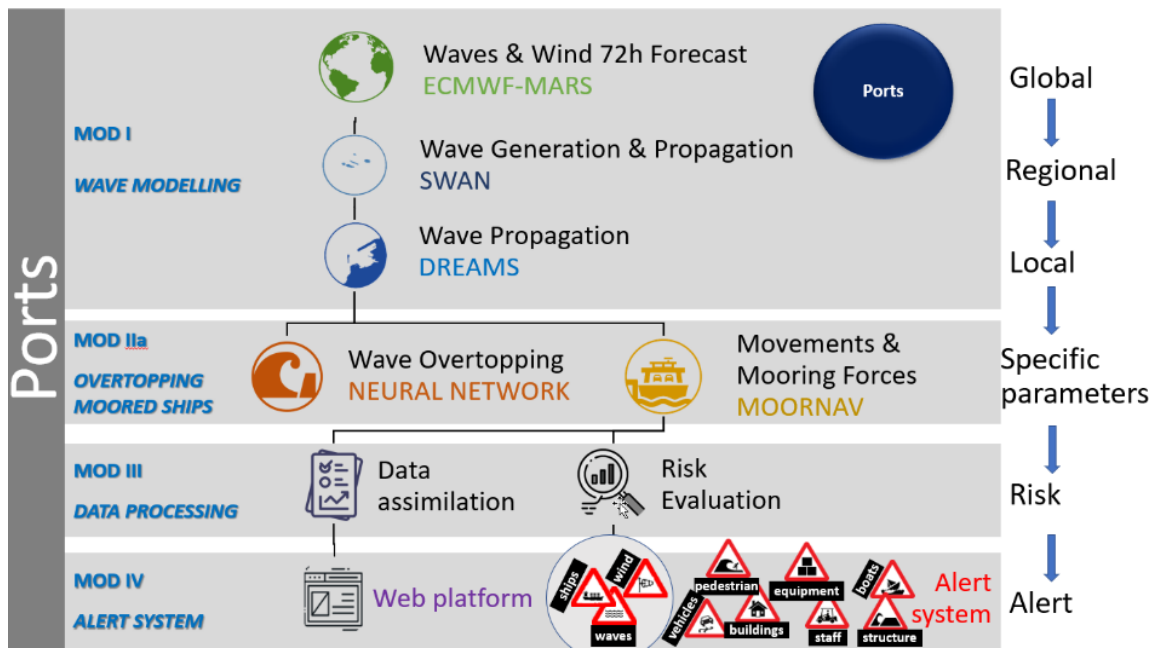 Ports
MOD I
WAVE MODELLING
Waves & Wind 72h Forecast
ECMWF-MARS
Wave Generation & Propagation
SWAN
Wave Propagation
DREAMS
Ports
Global
Regional
Local
MOD IIa
OVERTOPPING
MOORED SHIPS
Wave Overtopping
NEURAL NETWORK
Movements &
Mooring Forces
MOORNAV
Specific
parameters
MOD III
DATA PROCESSING
Data
assimilation
Risk
Evaluation
Risk
MOD IV
ALERT SYSTEM
Web platform
ships
wind
waves
pedestrian
equipment
boats
vehicles
buildings
staff
structure
Alert
system
Alert